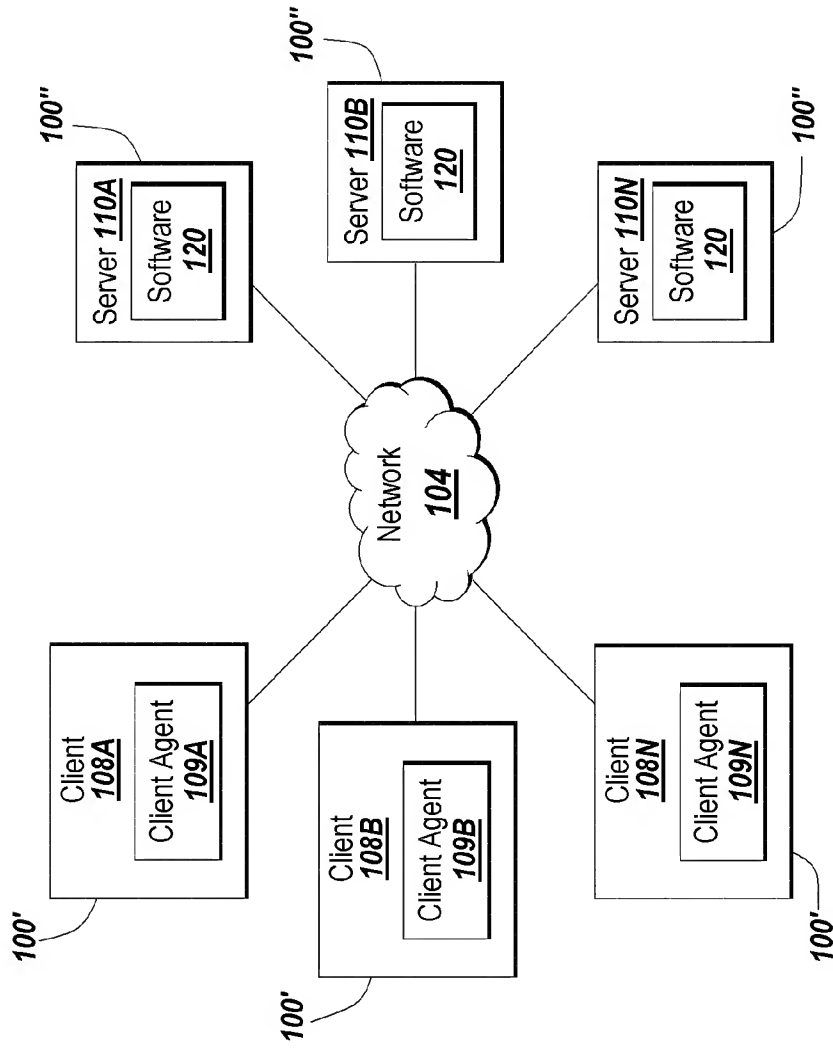 100'
Client
108A
Client Agent
109A
100'
Client
108B
Client Agent
109B
100'
Client
108N
Client Agent
109N
Network
104
100"
Server 110A
Software
120
100"
Server 110B
Software
120
100"
Server 110N
Software
120